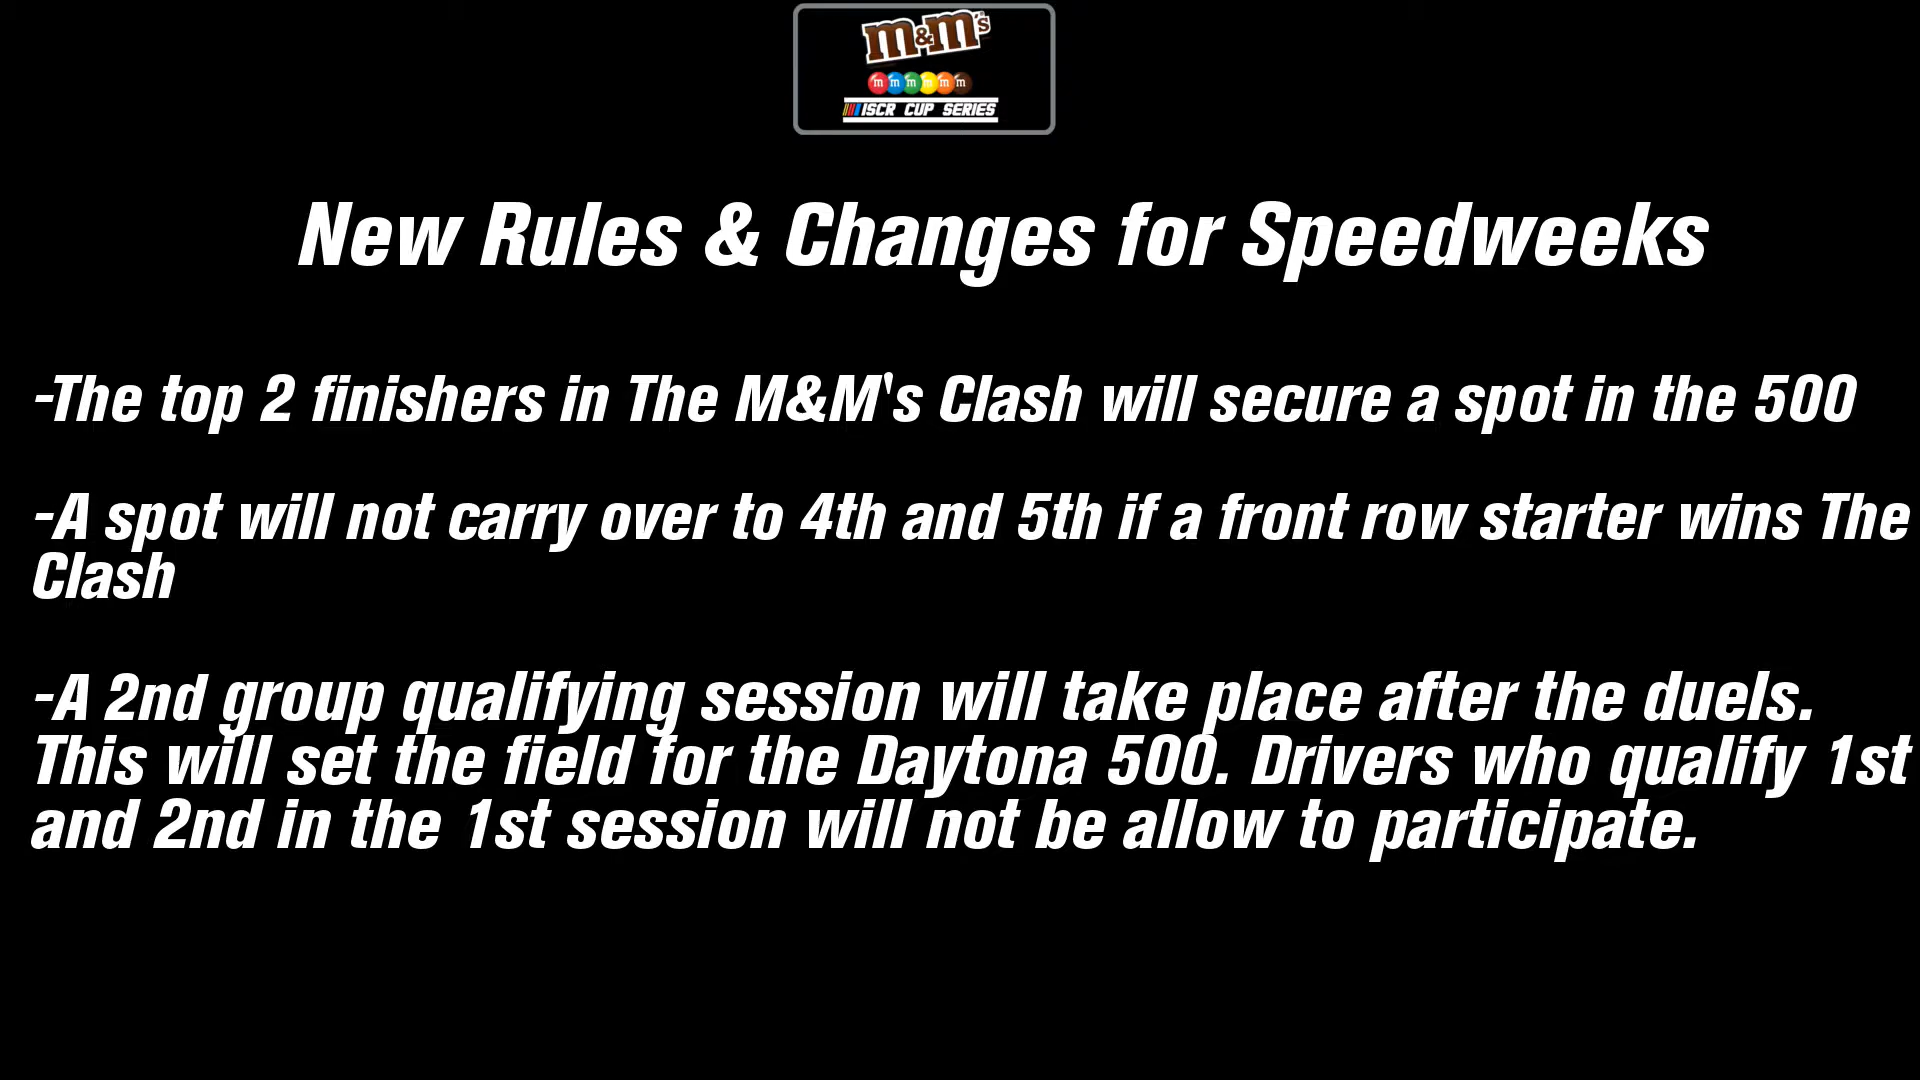 m&m's
m m m m m m
ISCR CUP SERIES
New Rules & Changes for Speedweeks
-The top 2 finishers in The M&M's Clash will secure a spot in the 500
-A spot will not carry over to 4th and 5th if a front row starter wins The
Clash
-A 2nd group qualifying session will take place after the duels.
This will set the field for the Daytona 500. Drivers who qualify 1st
and 2nd in the 1st session will not be allow to participate.